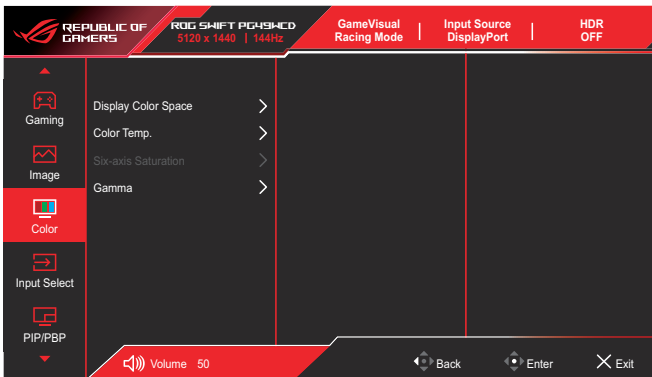 REPUBLIC OF
GAMERS
ROG SWIFT PG49WCD
5120 x 1440 | 144Hz
GameVisual
Racing Mode
Input Source
DisplayPort
HDR
OFF
Gaming
Image
Color
Input Select
PIP/PBP
Display Color Space
Color Temp.
Six-axis Saturation
Gamma
Volume 50
Back
Enter
Exit